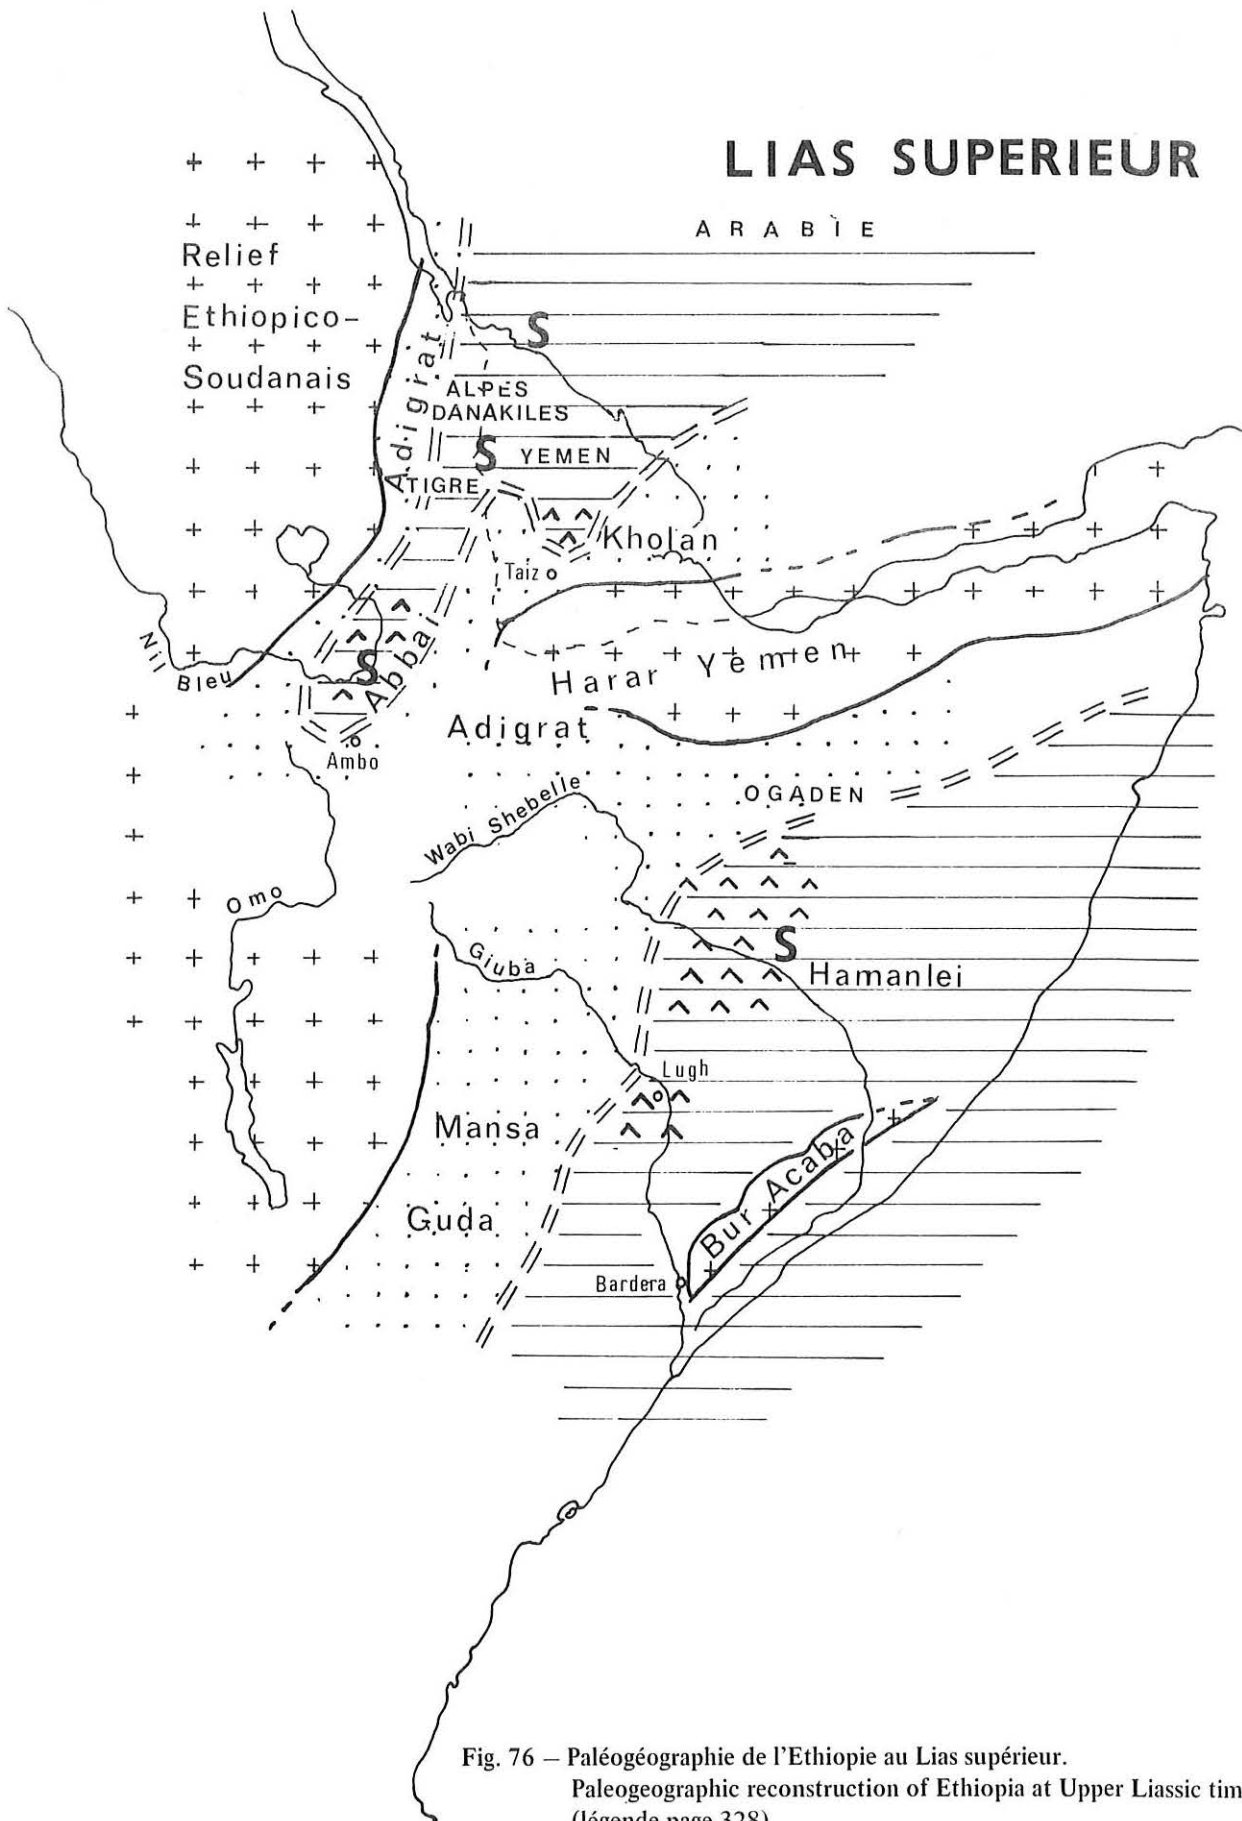 LIAS SUPERIEUR
ARABIE
Relief
Ethiopico-
Soudanais
Adigrat
S
ALPES
DANAKILES
S
YEMEN
TIGRE
Kholan
Taiz
Nil
Bleu
S
Abbai
Harar Yemen
Adigrat
Ambo
OGADEN
Wabi Shebelle
Omo
Giuba
S
Hamanlei
Lugh
Mansa
Bur Acaba
Guda
Bardera
Fig. 76 – Paléogéographie de l'Ethiopie au Lias supérieur.
Paleogeographic reconstruction of Ethiopia at Upper Liassic tim
(légende page 328)